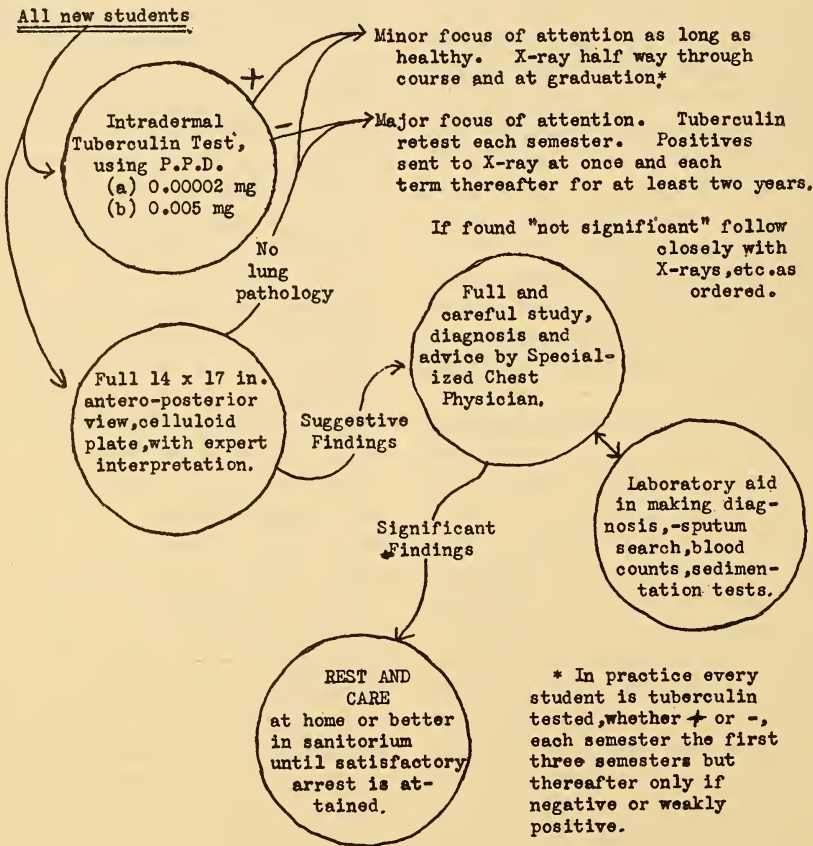 All new students
+
Minor focus of attention as long as
healthy. X-ray half way through
course and at graduation*
-
Major focus of attention. Tuberculin
retest each semester. Positives
sent to X-ray at once and each
term thereafter for at least two years.
Intradermal
Tuberculin Test,
using P.P.D.
(a) 0.00002 mg
(b) 0.005 mg
No
lung
pathology
If found "not significant" follow
closely with
X-rays,etc.as
ordered.
Full and
careful study,
diagnosis and
advice by Special-
ized Chest
Physician.
Full 14 x 17 in.
antero-posterior
view,celluloid
plate,with expert
interpretation.
Suggestive
Findings
Laboratory aid
in making diag-
nosis,-sputum
search,blood
counts,sedimen-
tation tests.
Significant
Findings
REST AND
CARE
at home or better
in sanitorium
until satisfactory
arrest is at-
tained.
* In practice every
student is tuberculin
tested,whether + or -,
each semester the first
three semesters but
thereafter only if
negative or weakly
positive.